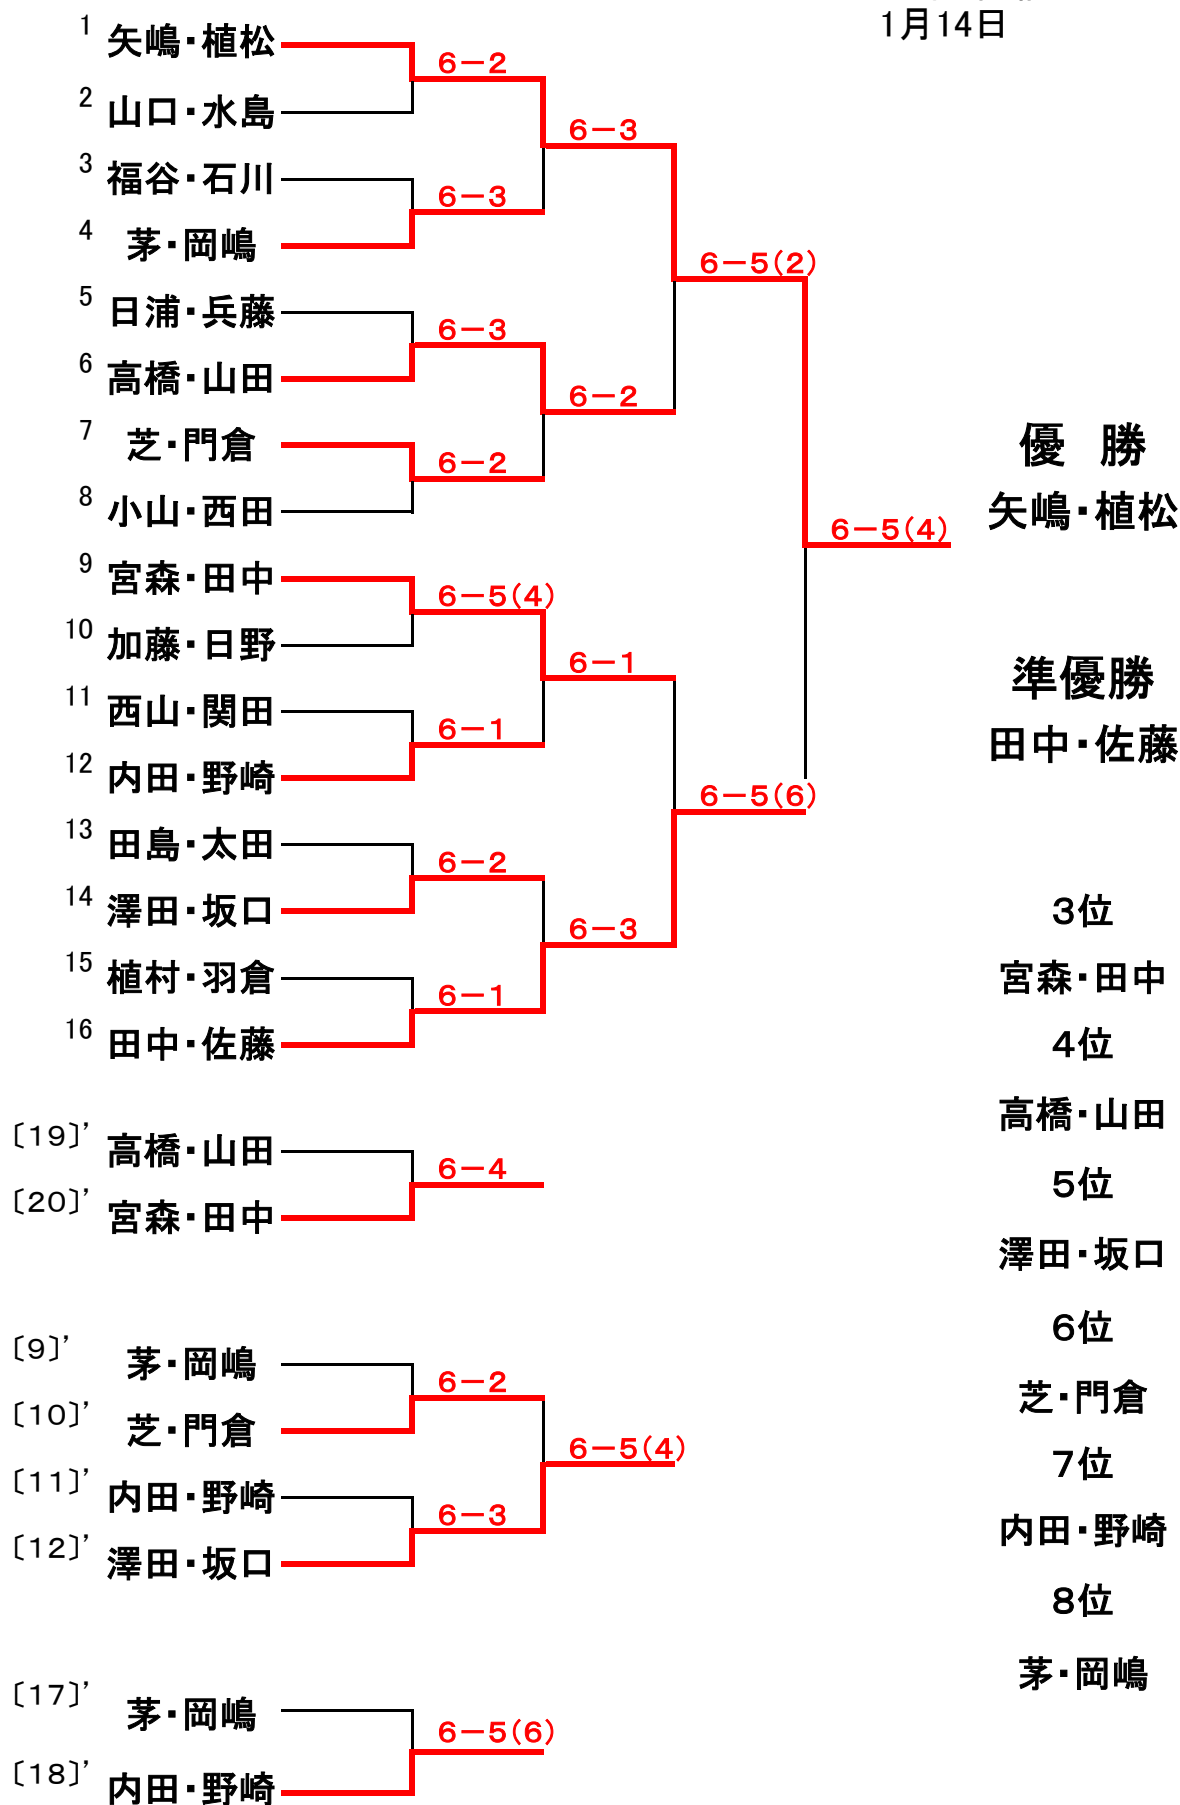 1月14日
1 矢嶋・植松
6－2
2 山口・水島
6－3
3 福谷・石川
6－3
4 茅・岡嶋
6－5(2)
5 日浦・兵藤
6－3
6 高橋・山田
6－2
7 芝・門倉
6－2
8 小山・西田
優 勝
矢嶋・植松
6－5(4)
9 宮森・田中
6－5(4)
10 加藤・日野
6－1
11 西山・関田
6－1
12 内田・野崎
準優勝
田中・佐藤
6－5(6)
13 田島・太田
6－2
14 澤田・坂口
6－3
15 植村・羽倉
6－1
16 田中・佐藤
3位
宮森・田中
4位
高橋・山田
5位
澤田・坂口
6位
芝・門倉
7位
内田・野崎
8位
茅・岡嶋
〔19〕’ 高橋・山田
6－4
〔20〕’ 宮森・田中
〔9〕’ 茅・岡嶋
6－2
〔10〕’ 芝・門倉
6－5(4)
〔11〕’ 内田・野崎
6－3
〔12〕’ 澤田・坂口
〔17〕’ 茅・岡嶋
6－5(6)
〔18〕’ 内田・野崎